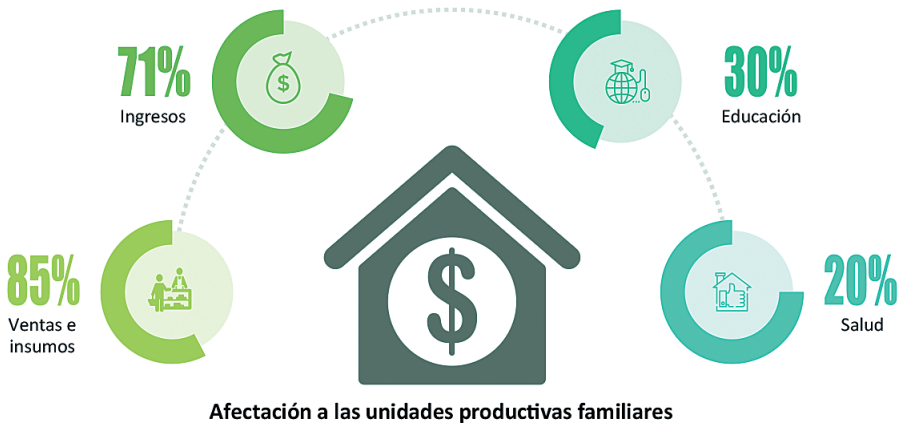 71%
Ingresos
30%
Educación
85%
Ventas e
insumos
20%
Salud
$
$
Afectación a las unidades productivas familiares